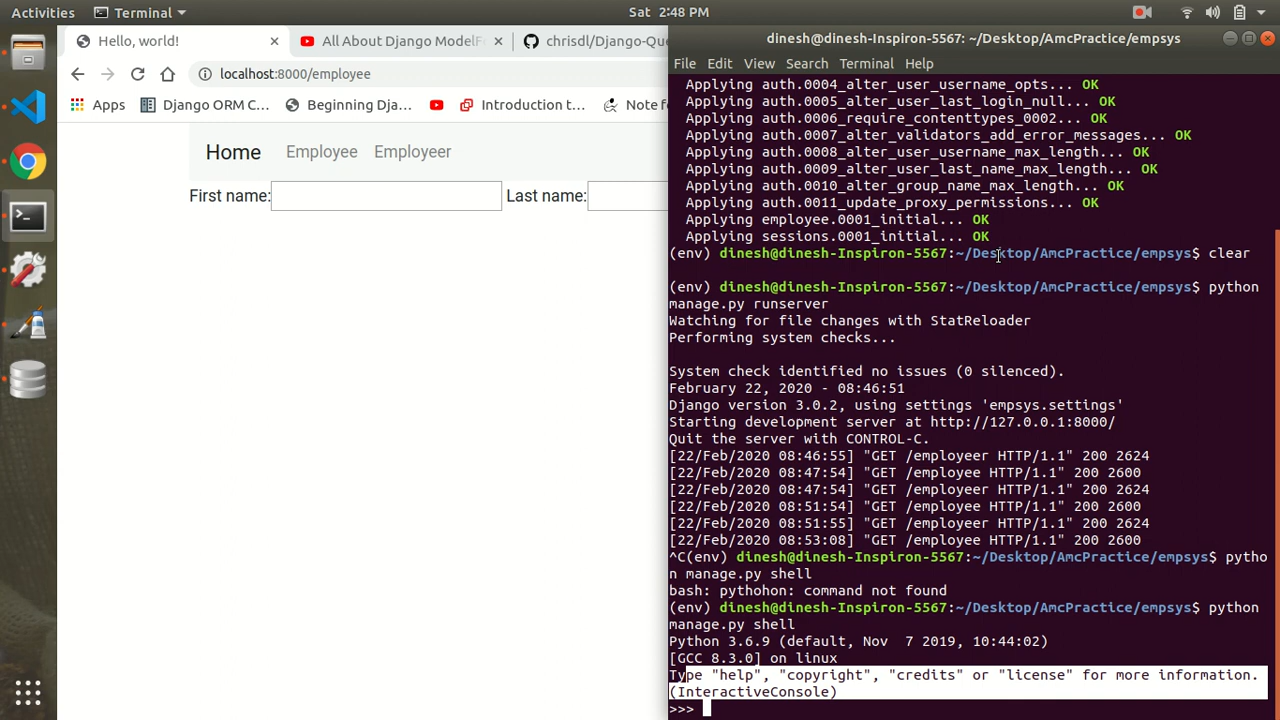 Activities Terminal Sat 2:48 PM
Hello, world! All About Django ModelFo chrisdl/Django-Que
localhost:8000/employee
Apps Django ORM C... Beginning Dja... Introduction t... Note fo
Home Employee Employeer
First name: Last name:
dinesh@dinesh-Inspiron-5567: ~/Desktop/AmcPractice/empsys
File Edit View Search Terminal Help
Applying auth.0004_alter_user_username_opts... OK
Applying auth.0005_alter_user_last_login_null... OK
Applying auth.0006_require_contenttypes_0002... OK
Applying auth.0007_alter_validators_add_error_messages... OK
Applying auth.0008_alter_user_username_max_length... OK
Applying auth.0009_alter_user_last_name_max_length... OK
Applying auth.0010_alter_group_name_max_length... OK
Applying auth.0011_update_proxy_permissions... OK
Applying employee.0001_initial... OK
Applying sessions.0001_initial... OK
(env) dinesh@dinesh-Inspiron-5567:~/Desktop/AmcPractice/empsys$ clear
(env) dinesh@dinesh-Inspiron-5567:~/Desktop/AmcPractice/empsys$ python
manage.py runserver
Watching for file changes with StatReloader
Performing system checks...
System check identified no issues (0 silenced).
February 22, 2020 - 08:46:51
Django version 3.0.2, using settings 'empsys.settings'
Starting development server at http://127.0.0.1:8000/
Quit the server with CONTROL-C.
[22/Feb/2020 08:46:55] "GET /employeer HTTP/1.1" 200 2624
[22/Feb/2020 08:47:54] "GET /employee HTTP/1.1" 200 2600
[22/Feb/2020 08:47:54] "GET /employeer HTTP/1.1" 200 2624
[22/Feb/2020 08:51:54] "GET /employee HTTP/1.1" 200 2600
[22/Feb/2020 08:51:55] "GET /employeer HTTP/1.1" 200 2624
[22/Feb/2020 08:53:08] "GET /employee HTTP/1.1" 200 2600
^C(env) dinesh@dinesh-Inspiron-5567:~/Desktop/AmcPractice/empsys$ pytho
n manage.py shell
bash: pythohon: command not found
(env) dinesh@dinesh-Inspiron-5567:~/Desktop/AmcPractice/empsys$ python
manage.py shell
Python 3.6.9 (default, Nov  7 2019, 10:44:02)
[GCC 8.3.0] on linux
Type "help", "copyright", "credits" or "license" for more information.
(InteractiveConsole)
>>>